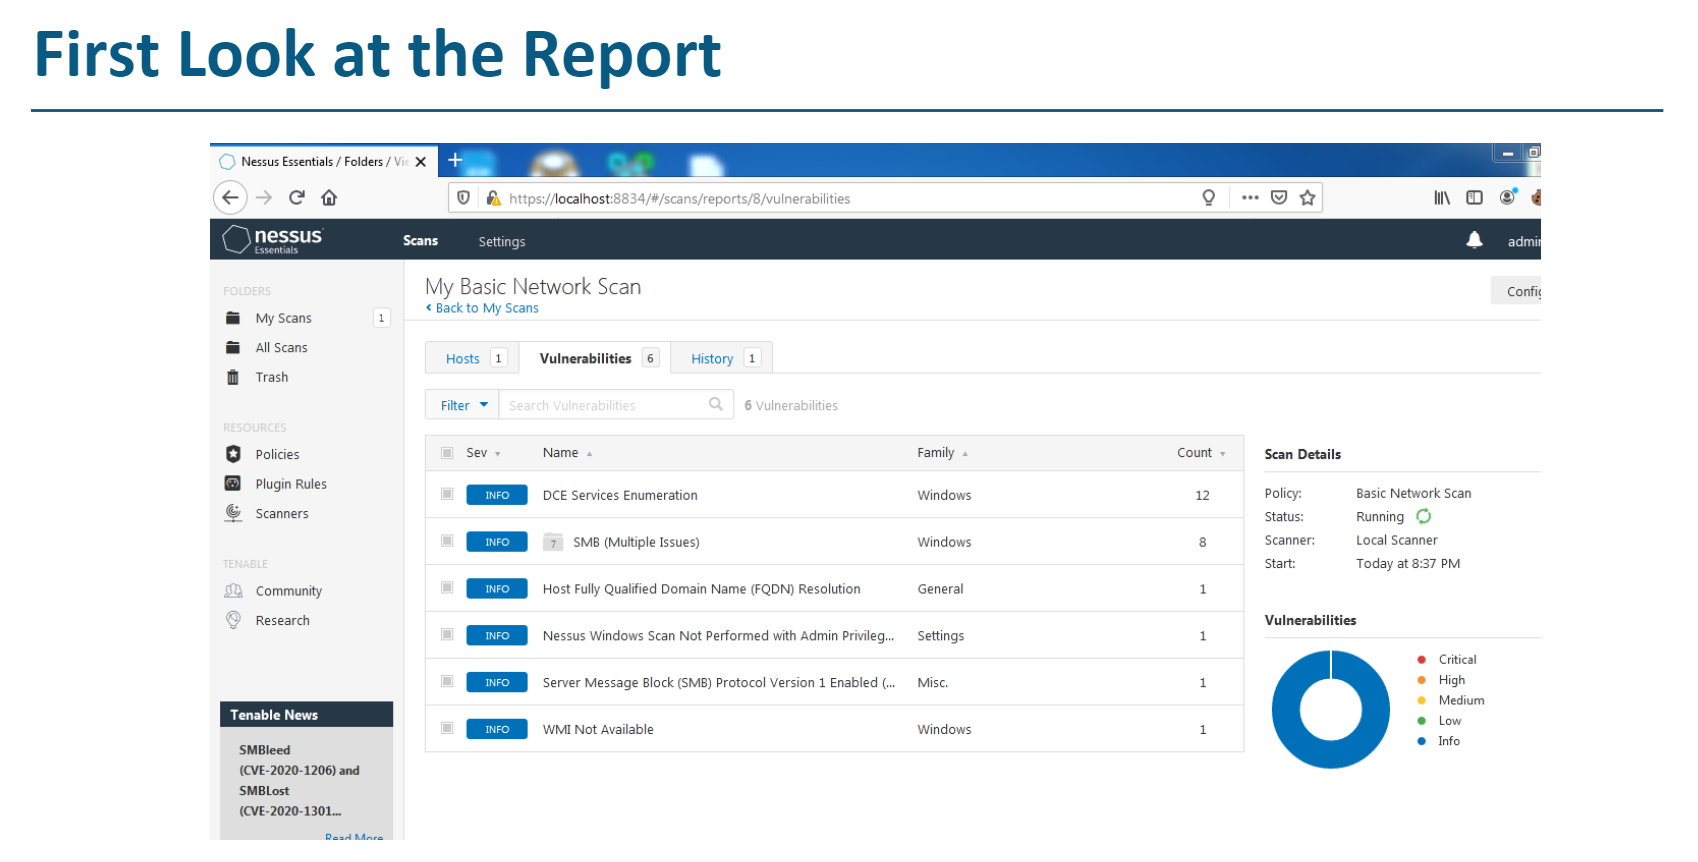 First Look at the Report
Nessus Essentials / Folders / Vie
https://localhost:8834/#/scans/reports/8/vulnerabilities
nessus
Essentials
Scans
Settings
admin
FOLDERS
My Scans 1
All Scans
Trash
RESOURCES
Policies
Plugin Rules
Scanners
TENABLE
Community
Research
Tenable News
SMBleed
(CVE-2020-1206) and
SMBLost
(CVE-2020-1301...
Read More
My Basic Network Scan
Back to My Scans
Config
Hosts 1 Vulnerabilities 6 History 1
Filter Search Vulnerabilities 6 Vulnerabilities
Sev Name Family Count
INFO DCE Services Enumeration Windows 12
INFO 7 SMB (Multiple Issues) Windows 8
INFO Host Fully Qualified Domain Name (FQDN) Resolution General 1
INFO Nessus Windows Scan Not Performed with Admin Privileg... Settings 1
INFO Server Message Block (SMB) Protocol Version 1 Enabled (... Misc. 1
INFO WMI Not Available Windows 1
Scan Details
Policy: Basic Network Scan
Status: Running
Scanner: Local Scanner
Start: Today at 8:37 PM
Vulnerabilities
Critical
High
Medium
Low
Info